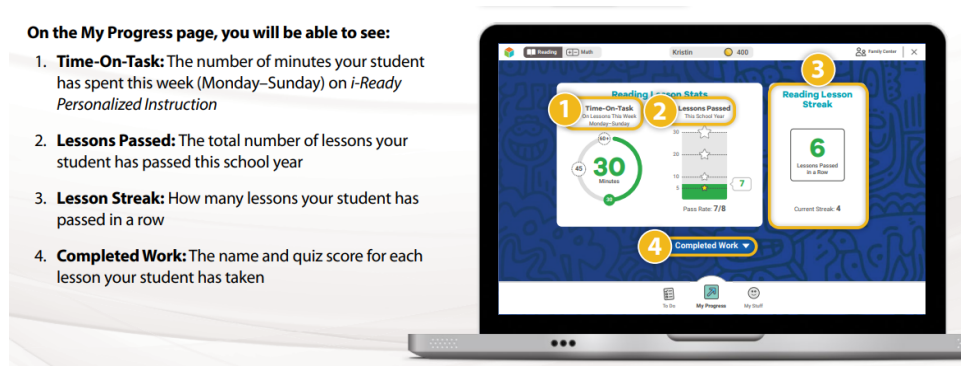 On the My Progress page, you will be able to see:
1. Time-On-Task: The number of minutes your student
has spent this week (Monday–Sunday) on i-Ready
Personalized Instruction
2. Lessons Passed: The total number of lessons your
student has passed this school year
3. Lesson Streak: How many lessons your student has
passed in a row
4. Completed Work: The name and quiz score for each
lesson your student has taken
Reading
Math
Kristin
400
Family Center
X
Reading Lesson Stats
1
Time-On-Task
On Lessons This Week
Monday–Sunday
60+
45
30
Minutes
30
2
Lessons Passed
This School Year
30
20
10
5
7
Pass Rate: 7/8
3
Reading Lesson
Streak
6
Lessons Passed
in a Row
Current Streak: 4
4
Completed Work
To Do
My Progress
My Stuff